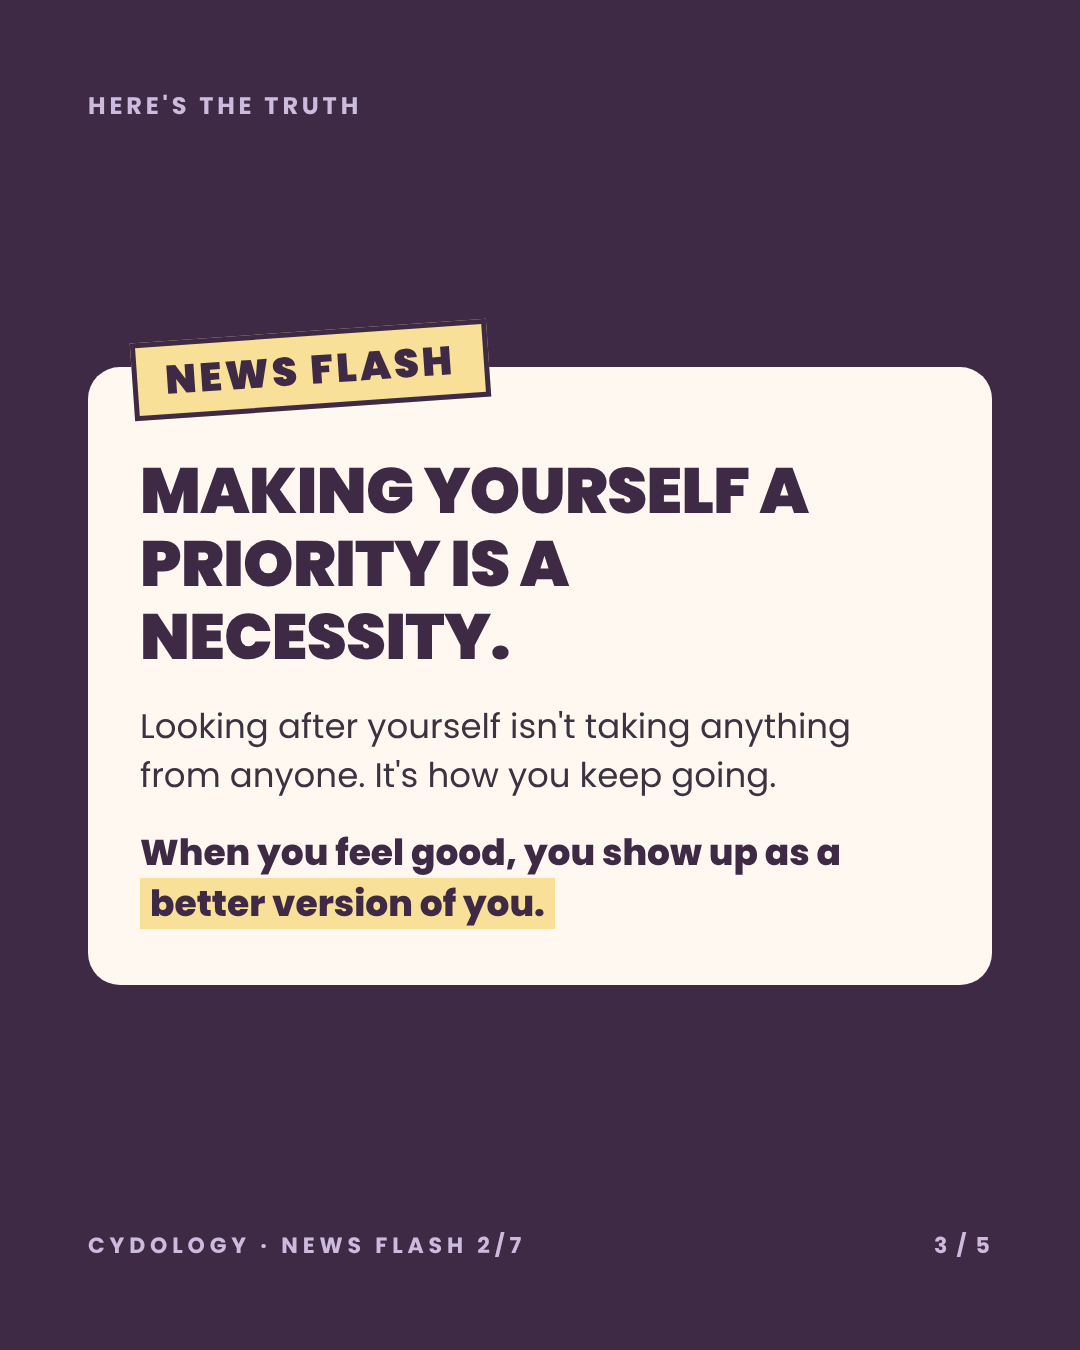 HERE'S THE TRUTH
NEWS FLASH
MAKING YOURSELF A
PRIORITY IS A
NECESSITY.
Looking after yourself isn't taking anything
from anyone. It's how you keep going.
When you feel good, you show up as a
better version of you.
CYDOLOGY · NEWS FLASH 2/7
3 / 5